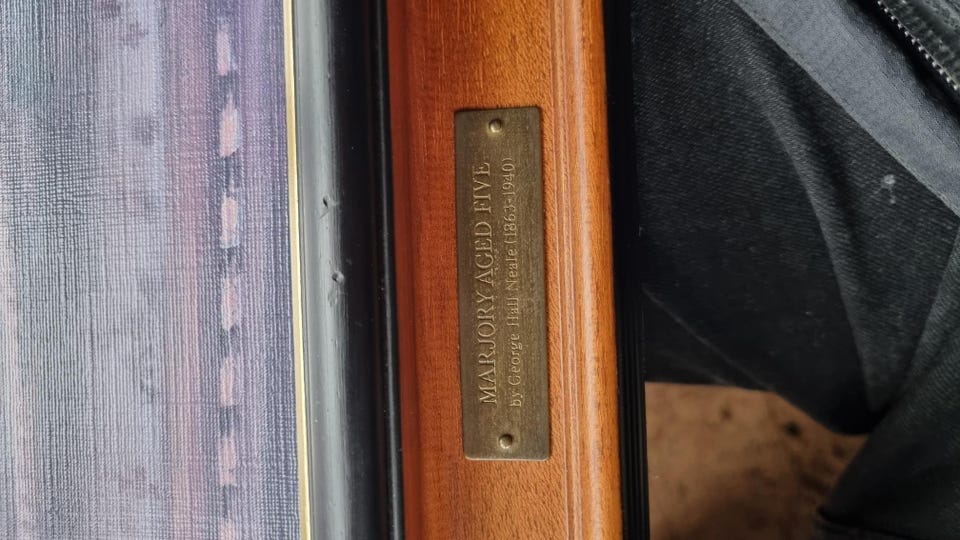 MARJORY AGED FIVE
by George Hall Neale (1863-1940)